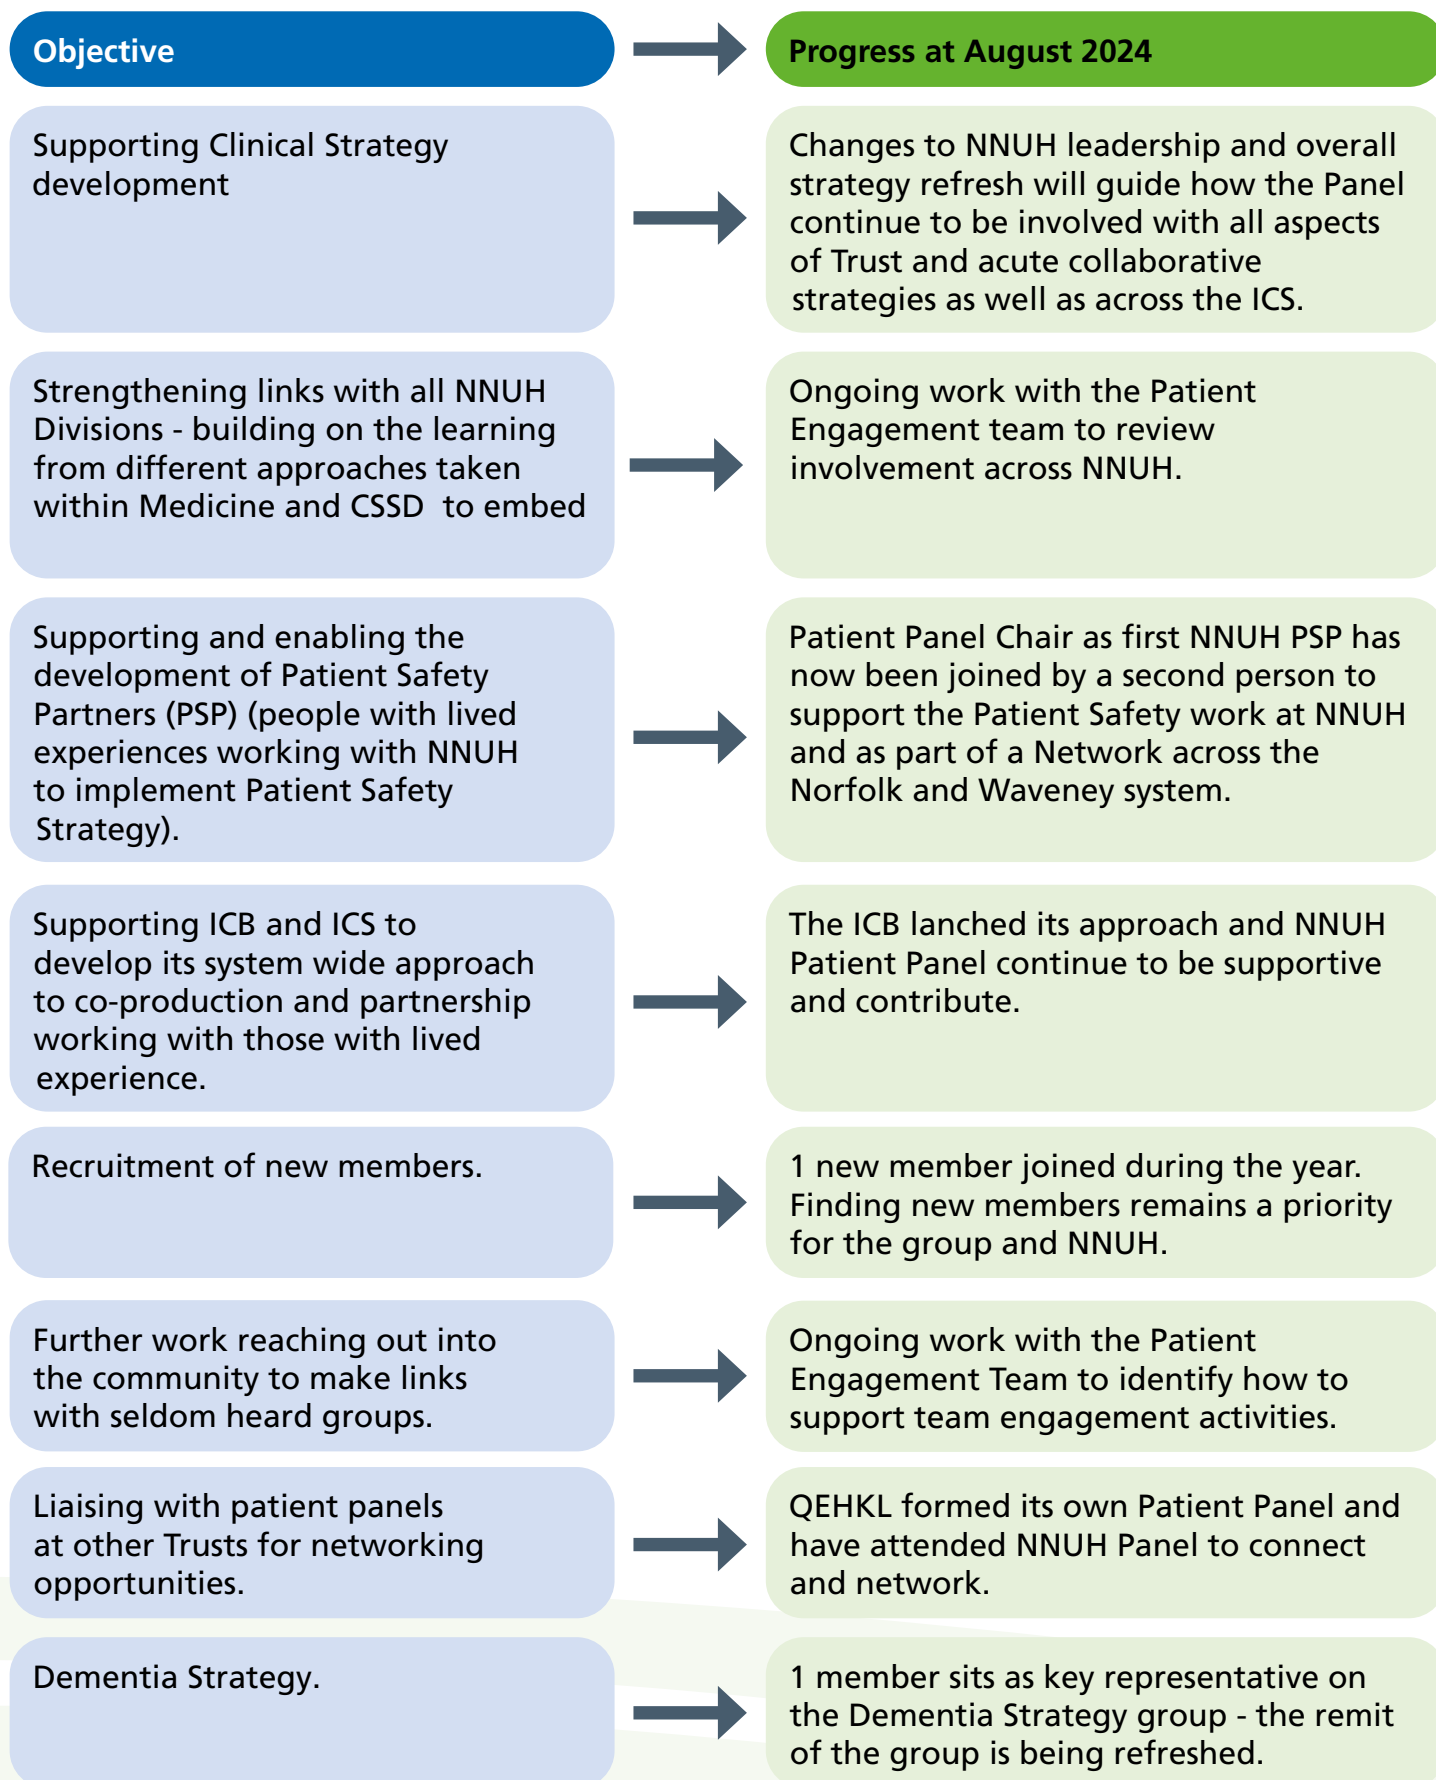 Objective
Progress at August 2024
Supporting Clinical Strategy
development
Changes to NNUH leadership and overall
strategy refresh will guide how the Panel
continue to be involved with all aspects
of Trust and acute collaborative
strategies as well as across the ICS.
Strengthening links with all NNUH
Divisions - building on the learning
from different approaches taken
within Medicine and CSSD to embed
Ongoing work with the Patient
Engagement team to review
involvement across NNUH.
Supporting and enabling the
development of Patient Safety
Partners (PSP) (people with lived
experiences working with NNUH
to implement Patient Safety
Strategy).
Patient Panel Chair as first NNUH PSP has
now been joined by a second person to
support the Patient Safety work at NNUH
and as part of a Network across the
Norfolk and Waveney system.
Supporting ICB and ICS to
develop its system wide approach
to co-production and partnership
working with those with lived
experience.
The ICB lanched its approach and NNUH
Patient Panel continue to be supportive
and contribute.
Recruitment of new members.
1 new member joined during the year.
Finding new members remains a priority
for the group and NNUH.
Further work reaching out into
the community to make links
with seldom heard groups.
Ongoing work with the Patient
Engagement Team to identify how to
support team engagement activities.
Liaising with patient panels
at other Trusts for networking
opportunities.
QEHKL formed its own Patient Panel and
have attended NNUH Panel to connect
and network.
Dementia Strategy.
1 member sits as key representative on
the Dementia Strategy group - the remit
of the group is being refreshed.